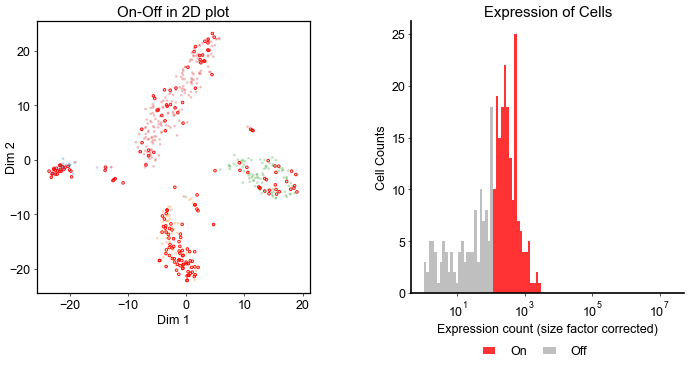 On-Off in 2D plot
20
10
0
−10
−20
Dim 2
−20 −10 0 10 20
Dim 1
Expression of Cells
25
20
15
10
5
0
Cell Counts
10^1 10^3 10^5 10^7
Expression count (size factor corrected)
On Off